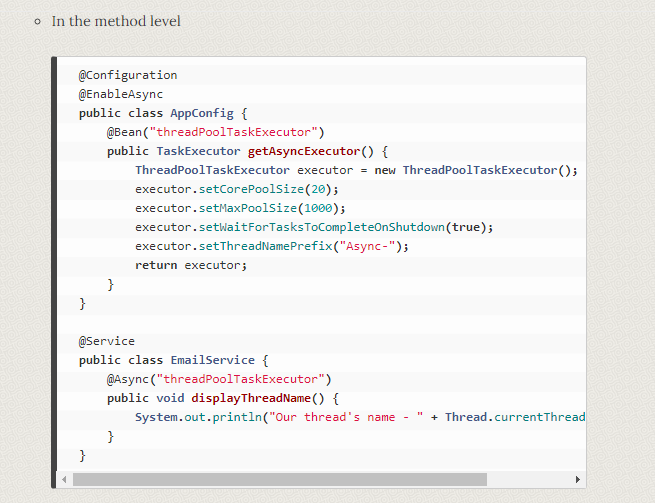 In the method level
@Configuration
@EnableAsync
public class AppConfig {
@Bean("threadPoolTaskExecutor")
public TaskExecutor getAsyncExecutor() {
ThreadPoolTaskExecutor executor = new ThreadPoolTaskExecutor();
executor.setCorePoolSize(20);
executor.setMaxPoolSize(1000);
executor.setWaitForTasksToCompleteOnShutdown(true);
executor.setThreadNamePrefix("Async-");
return executor;
}
}
@Service
public class EmailService {
@Async("threadPoolTaskExecutor")
public void displayThreadName() {
System.out.println("Our thread's name - " + Thread.currentThread
}
}